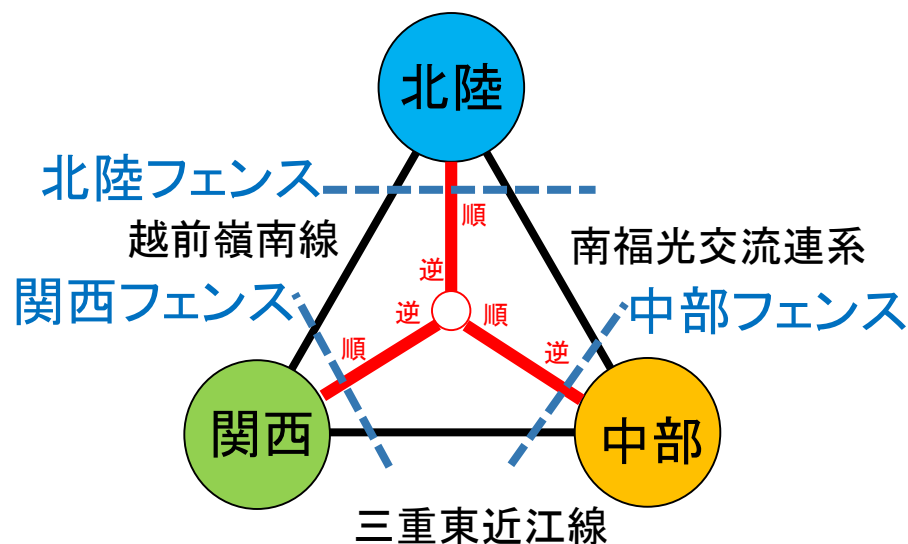 北陸
北陸フェンス
順
越前嶺南線
南福光交流連系
逆
関西フェンス
逆
順
中部フェンス
順
逆
関西
中部
三重東近江線